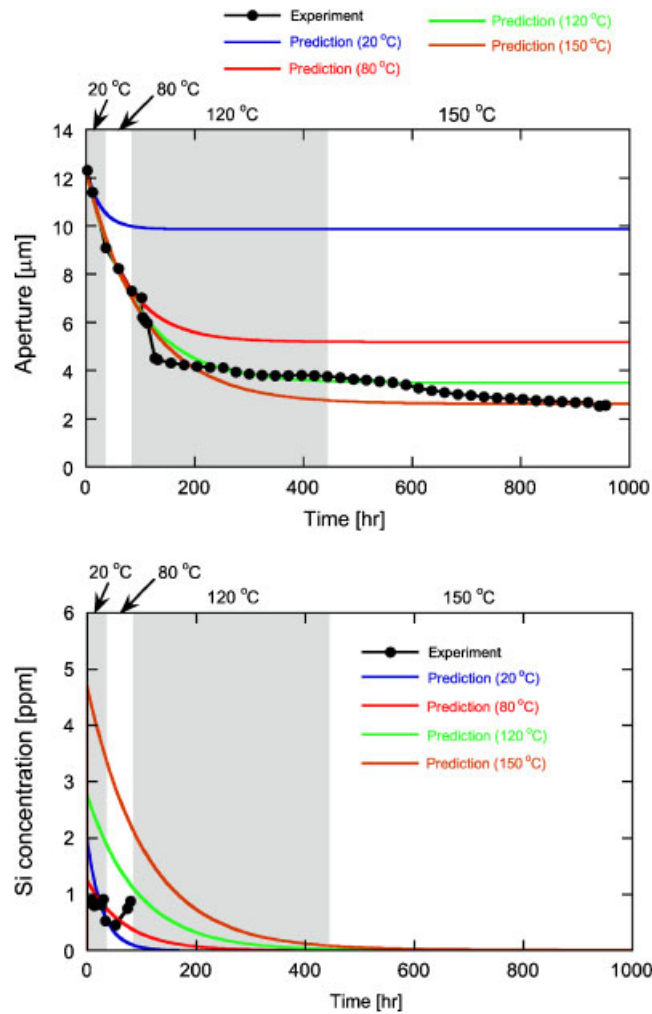 Experiment
Prediction (20 °C)
Prediction (80 °C)
Prediction (120 °C)
Prediction (150 °C)
20 °C 80 °C 120 °C 150 °C
14
12
10
8
6
4
2
0
Aperture [μm]
0 200 400 600 800 1000
Time [hr]
20 °C 80 °C 120 °C 150 °C
6
5
4
3
2
1
0
Si concentration [ppm]
Experiment
Prediction (20 °C)
Prediction (80 °C)
Prediction (120 °C)
Prediction (150 °C)
0 200 400 600 800 1000
Time [hr]